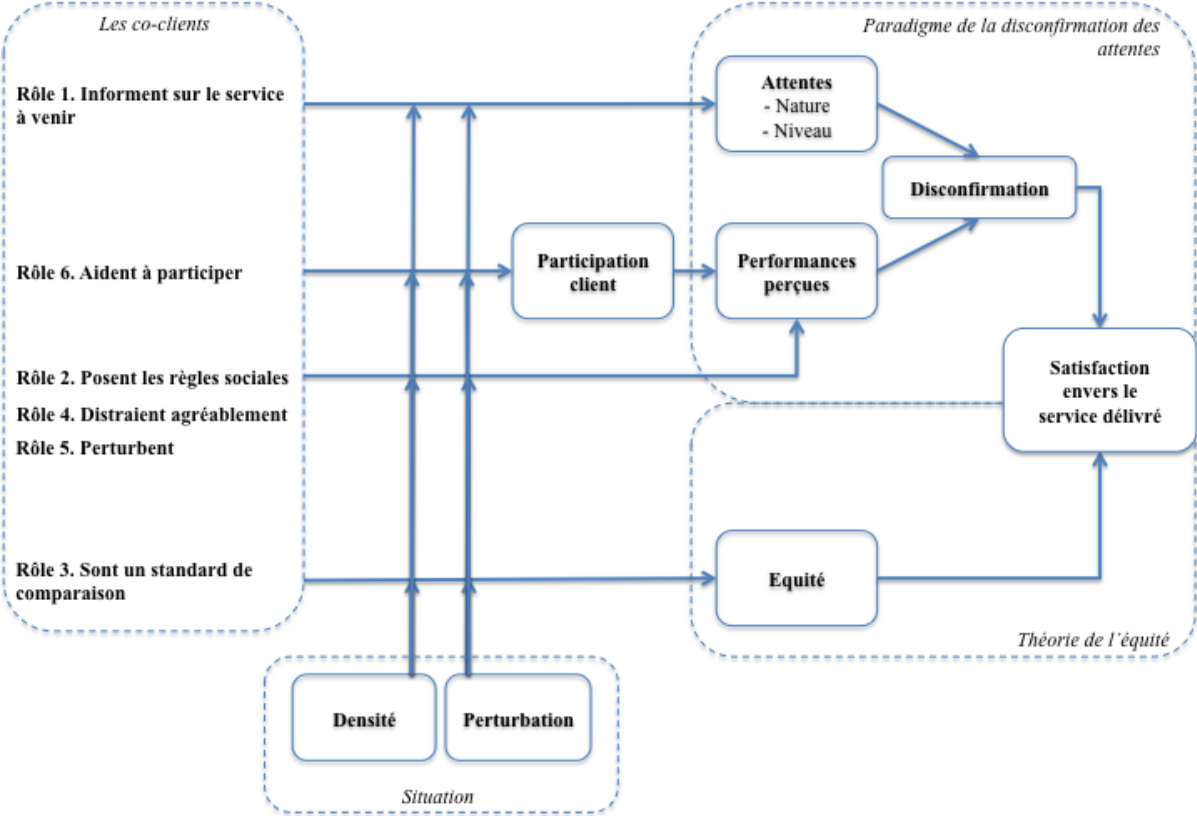 Les co-clients
Rôle 1. Informent sur le service
à venir
Rôle 6. Aident à participer
Rôle 2. Posent les règles sociales
Rôle 4. Distraient agréablement
Rôle 5. Perturbent
Rôle 3. Sont un standard de
comparaison
Paradigme de la disconfirmation des
attentes
Attentes
- Nature
- Niveau
Disconfirmation
Participation
client
Performances
perçues
Satisfaction
envers le
service délivré
Equité
Théorie de l´équité
Densité
Perturbation
Situation